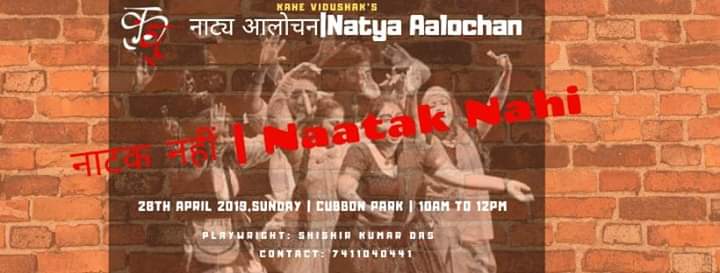 KAHE VIDUSHAK'S
नाट्य आलोचन|Natya Aalochan
नाटक नहीं | Naatak Nahi
28TH APRIL 2019,SUNDAY | CUBBON PARK | 10AM TO 12PM
PLAYWRIGHT: SHISHIR KUMAR DAS
CONTACT: 7411040441